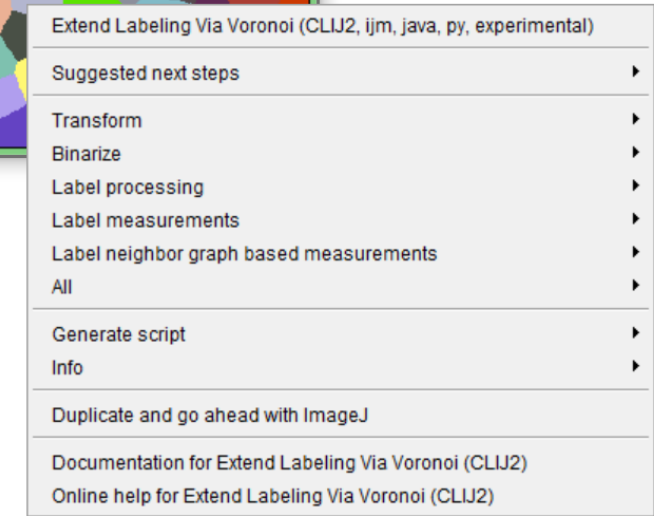 Extend Labeling Via Voronoi (CLIJ2, ijm, java, py, experimental)
Suggested next steps
Transform
Binarize
Label processing
Label measurements
Label neighbor graph based measurements
All
Generate script
Info
Duplicate and go ahead with ImageJ
Documentation for Extend Labeling Via Voronoi (CLIJ2)
Online help for Extend Labeling Via Voronoi (CLIJ2)